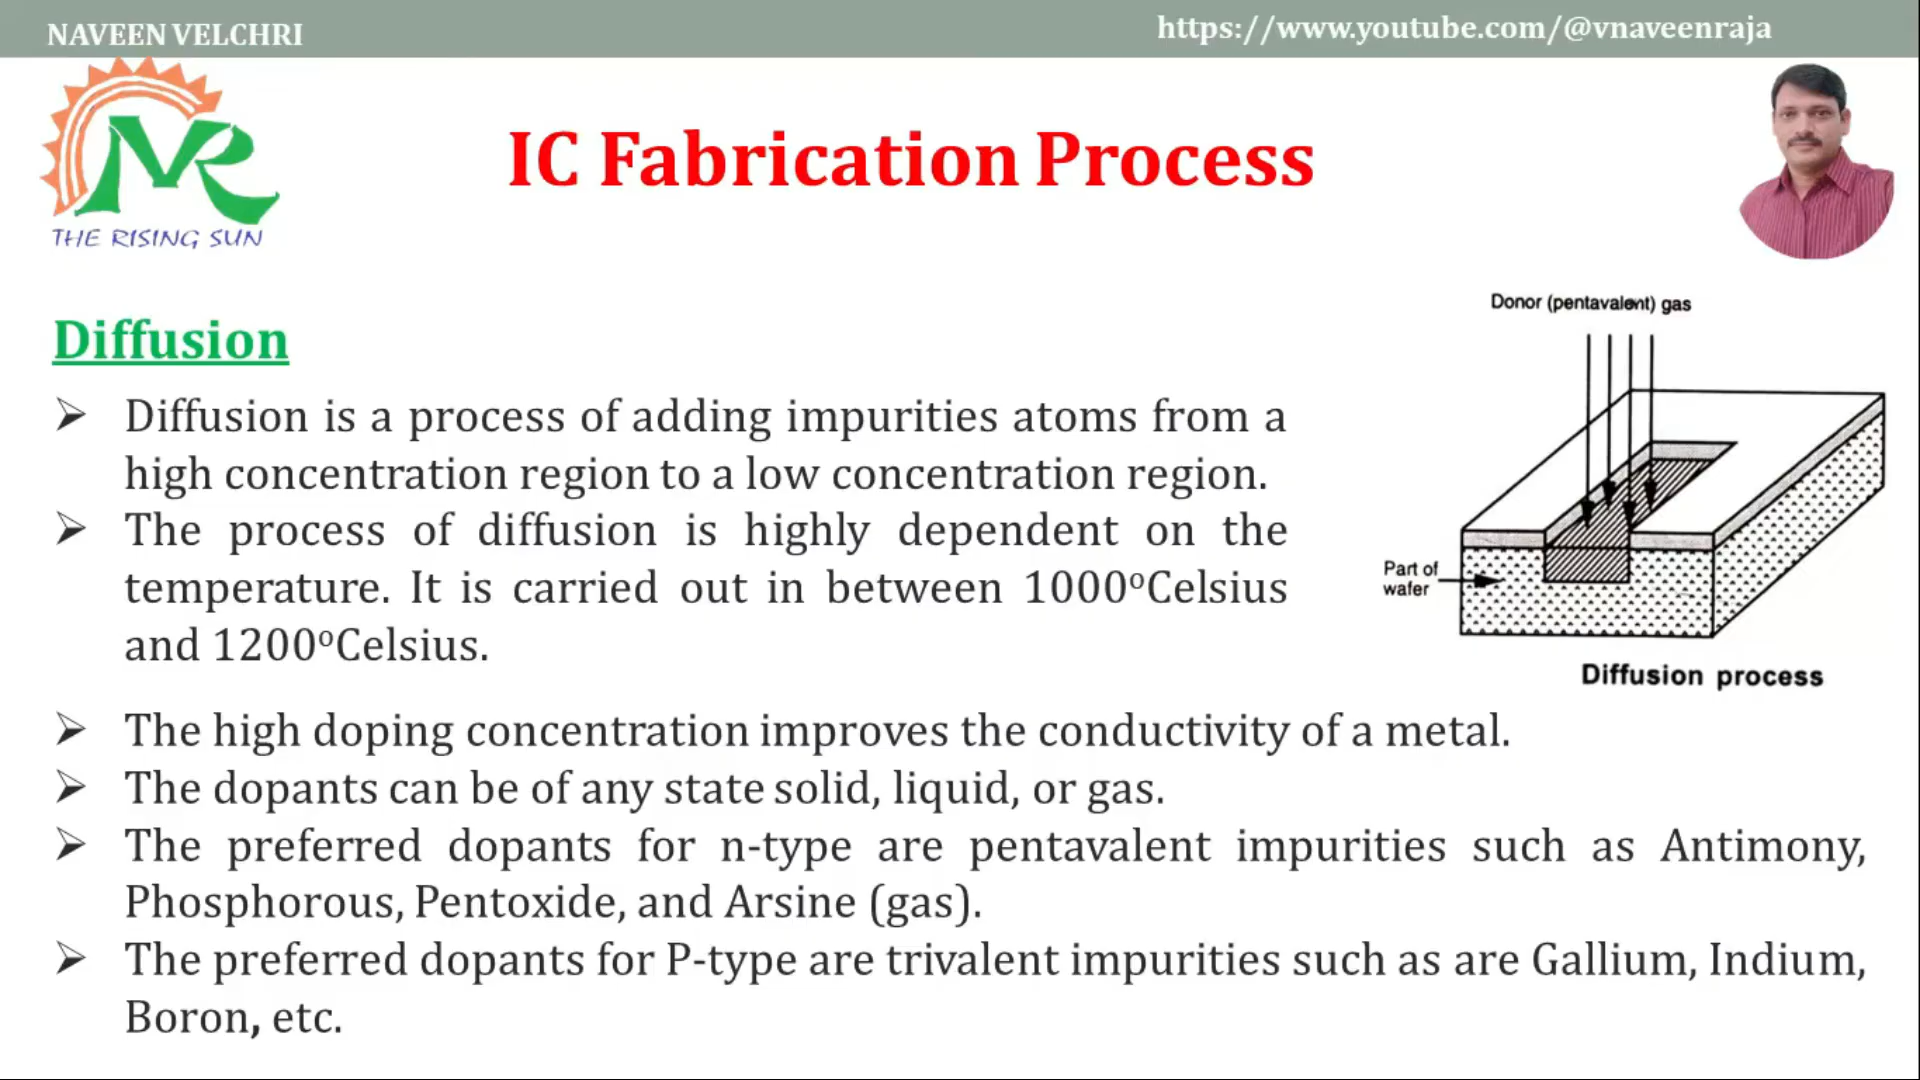 NAVEEN VELCHRI
https://www.youtube.com/@vnaveenraja
NR
THE RISING SUN
IC Fabrication Process
Diffusion
➢ Diffusion is a process of adding impurities atoms from a
high concentration region to a low concentration region.
➢ The process of diffusion is highly dependent on the
temperature. It is carried out in between 1000°Celsius
and 1200°Celsius.
Donor (pentavalent) gas
Part of
wafer
Diffusion process
➢ The high doping concentration improves the conductivity of a metal.
➢ The dopants can be of any state solid, liquid, or gas.
➢ The preferred dopants for n-type are pentavalent impurities such as Antimony,
Phosphorous, Pentoxide, and Arsine (gas).
➢ The preferred dopants for P-type are trivalent impurities such as are Gallium, Indium,
Boron, etc.